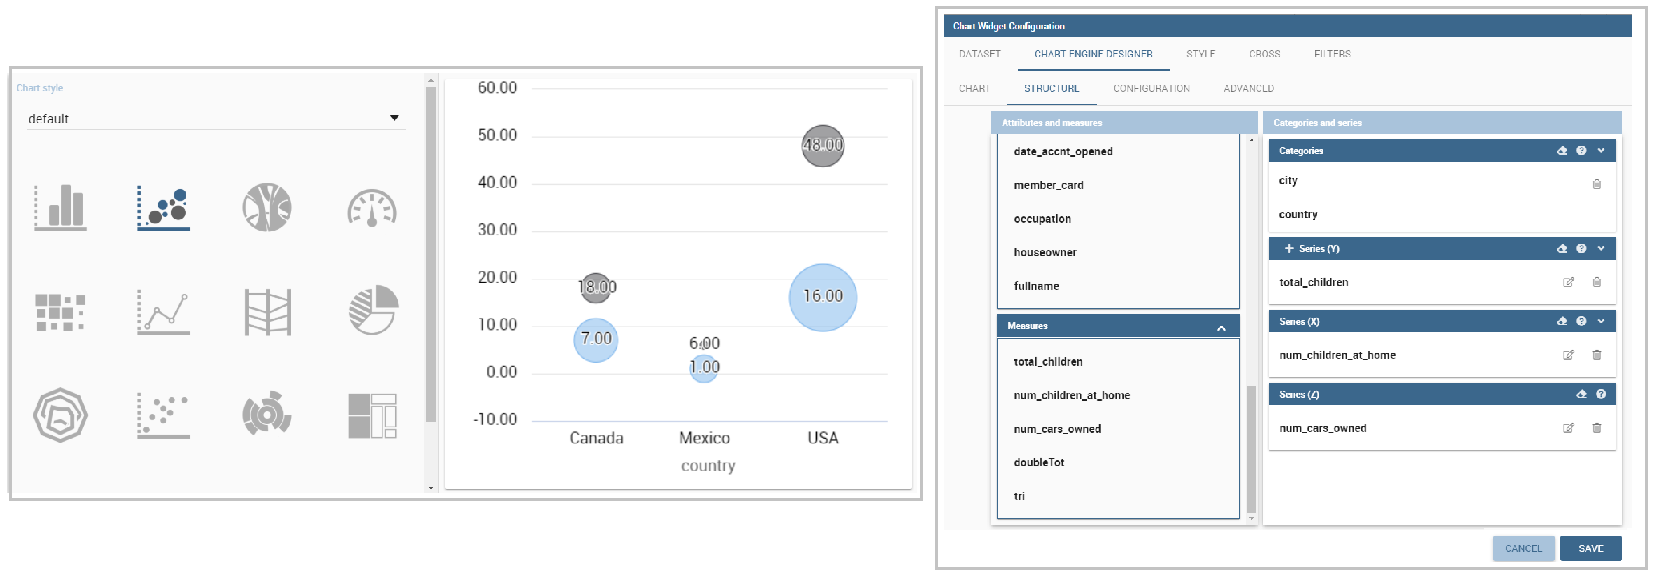 Chart style
default
60.00
50.00
40.00
30.00
20.00
10.00
0.00
-10.00
48.00
18.00
16.00
7.00
6.00
1.00
Canada
Mexico
USA
country
Chart Widget Configuration
DATASET
CHART ENGINE DESIGNER
STYLE
CROSS
FILTERS
CHART
STRUCTURE
CONFIGURATION
ADVANCED
Attributes and measures
date_accnt_opened
member_card
occupation
houseowner
fullname
Measures
total_children
num_children_at_home
num_cars_owned
doubleTot
tri
Categories and series
Categories
city
country
Series (Y)
total_children
Series (X)
num_children_at_home
Series (Z)
num_cars_owned
CANCEL
SAVE